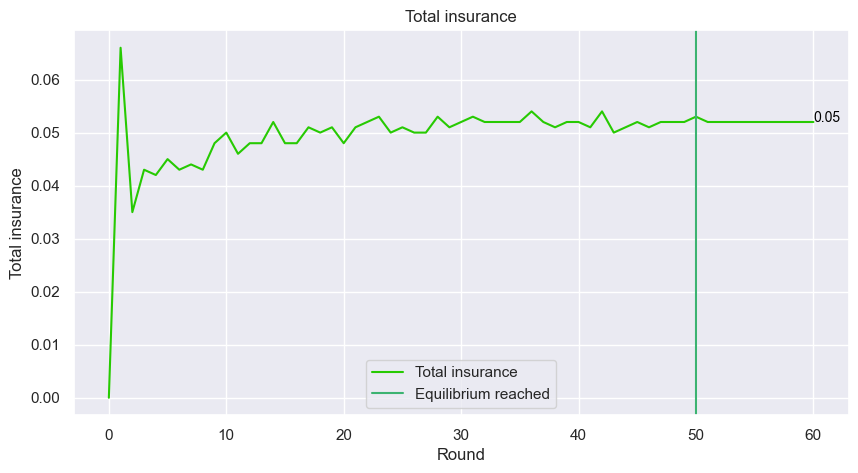 Total insurance
Total insurance
0.06
0.05
0.04
0.03
0.02
0.01
0.00
0.05
Total insurance
Equilibrium reached
0 10 20 30 40 50 60
Round